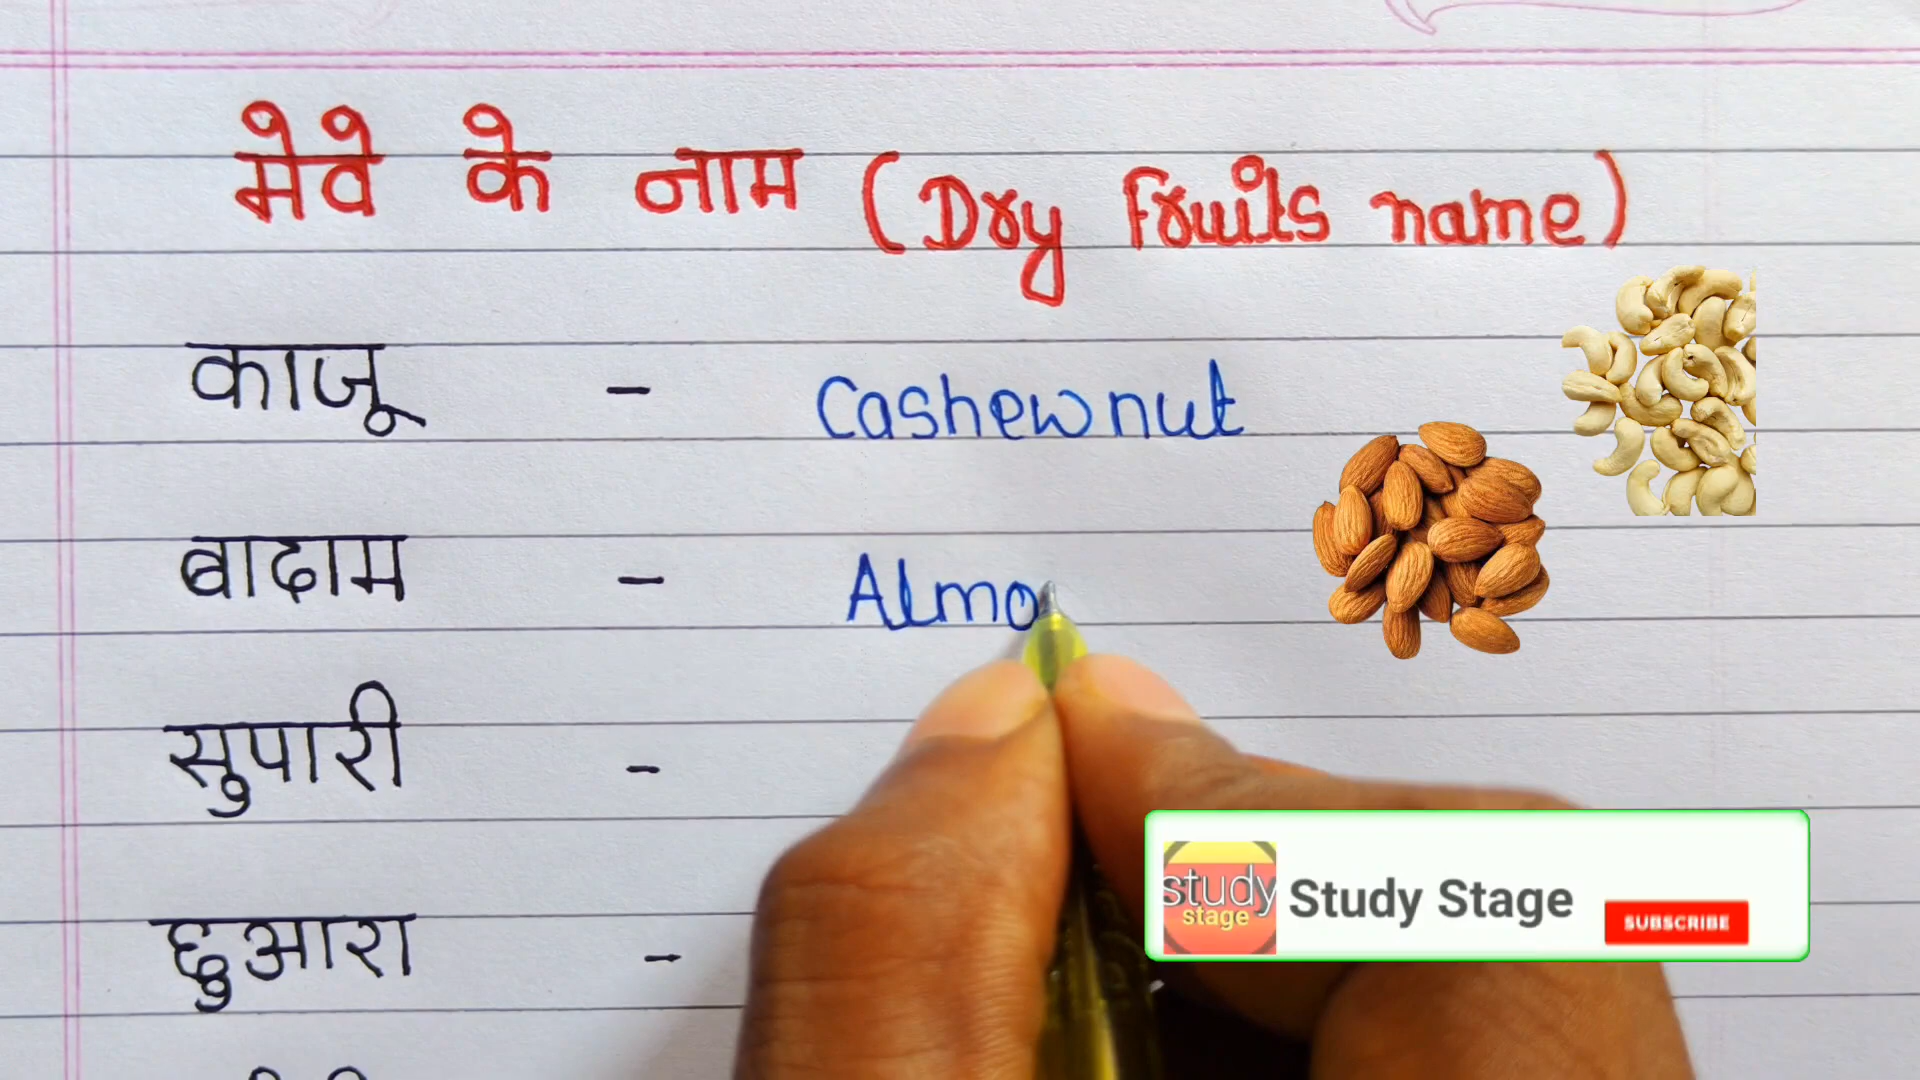 मेवे के नाम (Dry Fruits name)
काजू - Cashewnut
बादाम - Almo
सुपारी -
छुआरा -
study stage
Study Stage
SUBSCRIBE